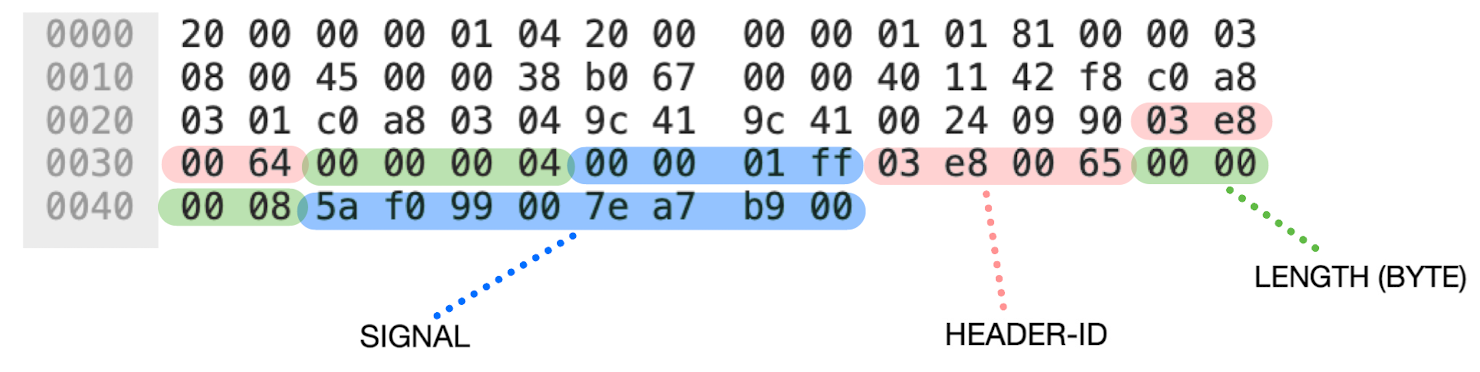 0000 20 00 00 00 01 04 20 00 00 00 01 01 81 00 00 03
0010 08 00 45 00 00 38 b0 67 00 00 40 11 42 f8 c0 a8
0020 03 01 c0 a8 03 04 9c 41 9c 41 00 24 09 90 03 e8
0030 00 64 00 00 00 04 00 00 01 ff 03 e8 00 65 00 00
0040 00 08 5a f0 99 00 7e a7 b9 00
LENGTH (BYTE)
SIGNAL
HEADER-ID